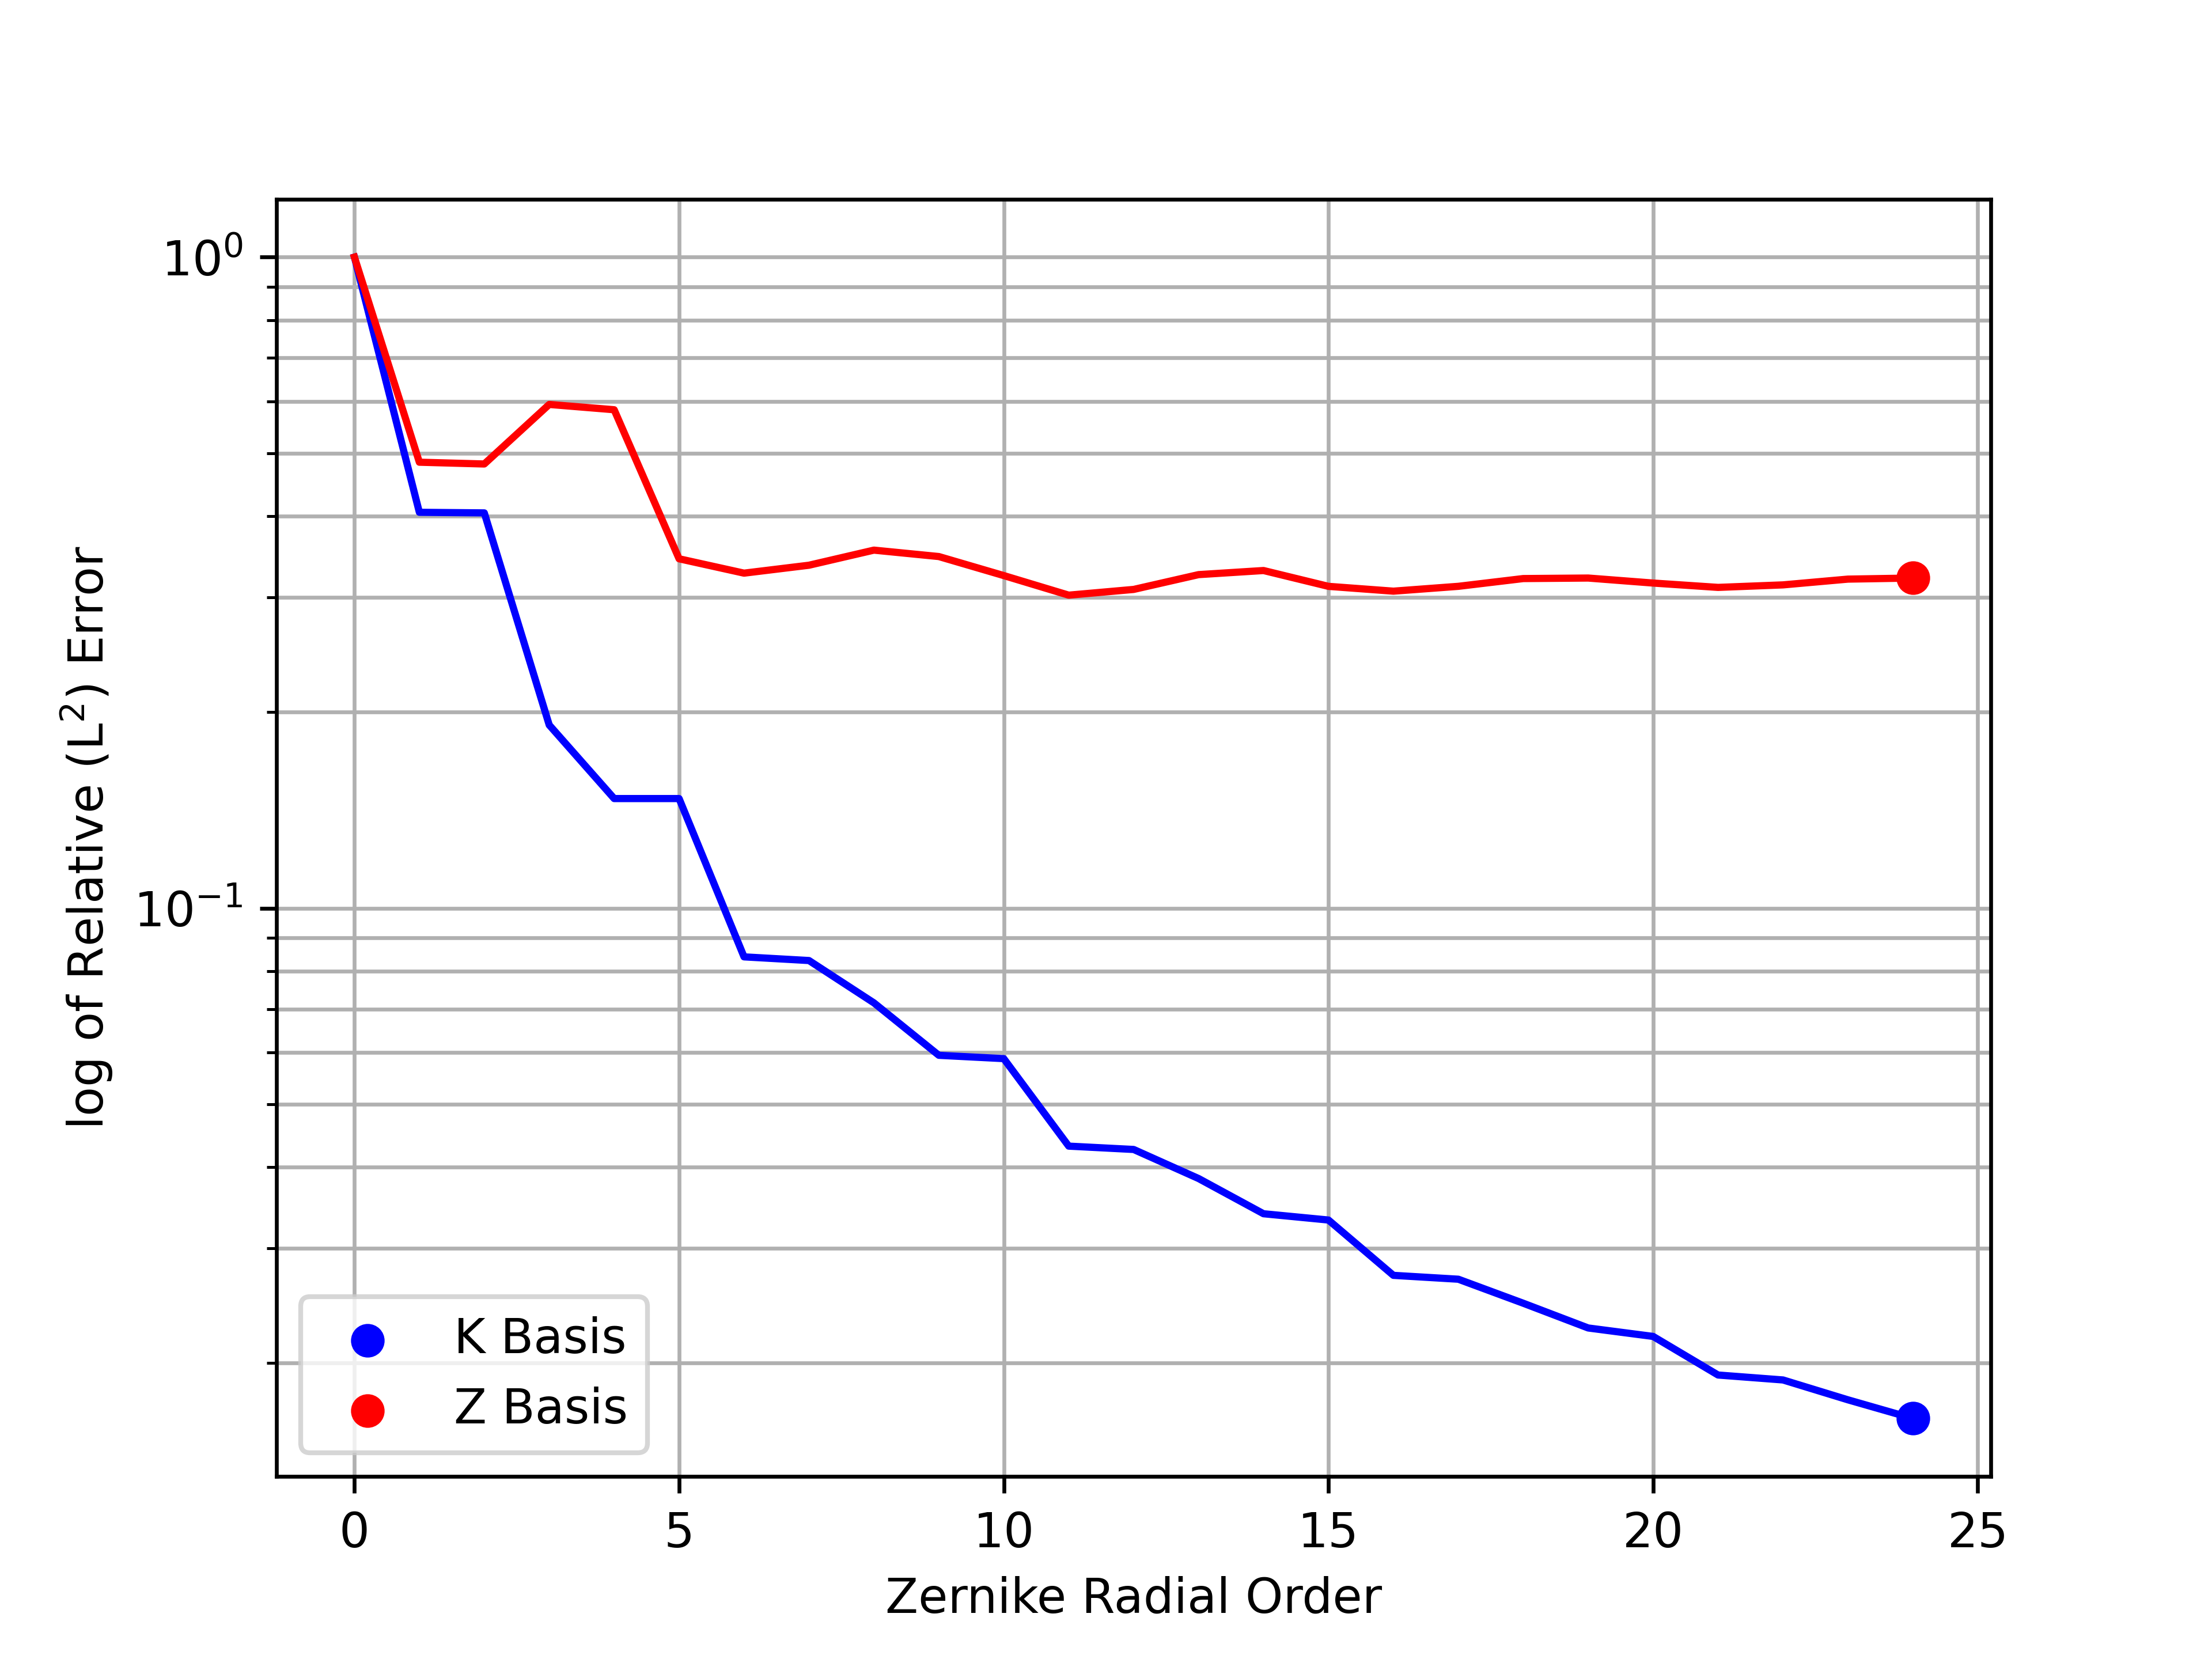 10⁰
10⁻¹
log of Relative (L²) Error
K Basis
Z Basis
0 5 10 15 20 25
Zernike Radial Order